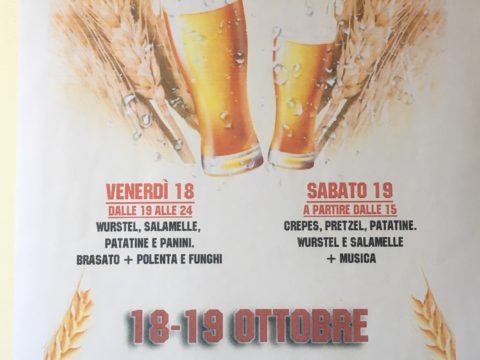 VENERDÌ 18
DALLE 19 ALLE 24
WURSTEL, SALAMELLE,
PATATINE E PANINI.
BRASATO + POLENTA E FUNGHI
SABATO 19
A PARTIRE DALLE 15
CREPES, PRETZEL, PATATINE.
WURSTEL E SALAMELLE
+ MUSICA
18-19 OTTOBRE